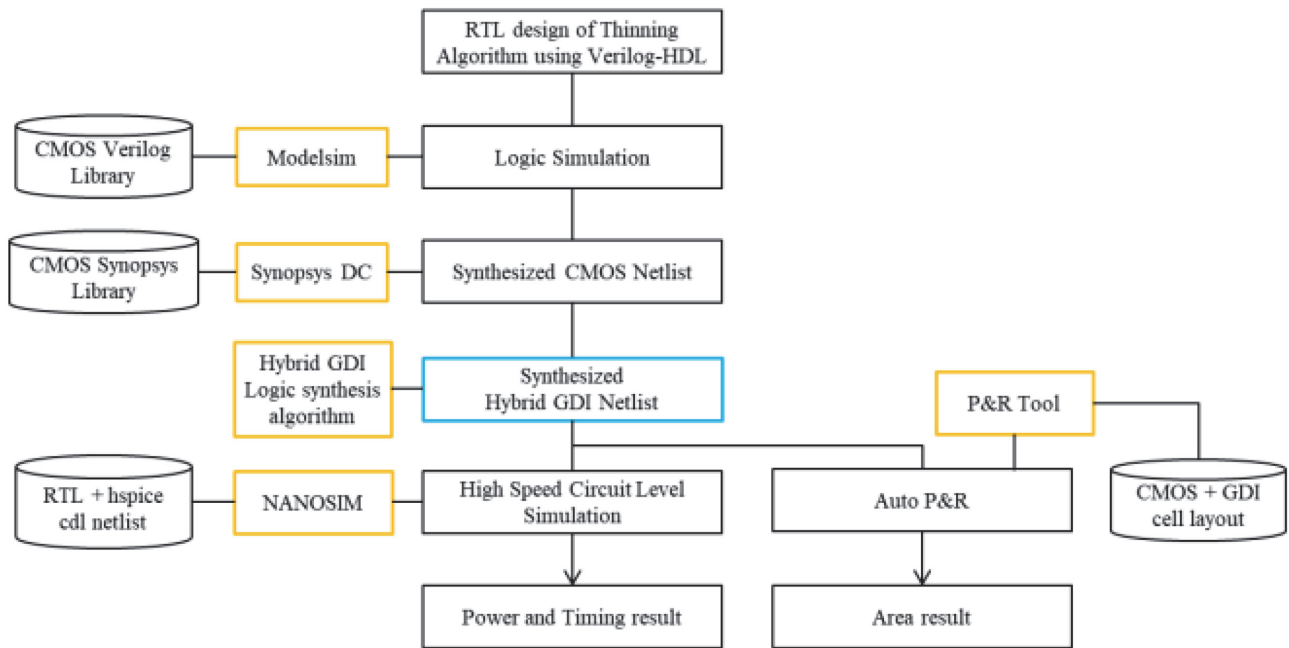 RTL design of Thinning
Algorithm using Verilog-HDL
CMOS Verilog
Library
Modelsim
Logic Simulation
CMOS Synopsys
Library
Synopsys DC
Synthesized CMOS Netlist
Hybrid GDI
Logic synthesis
algorithm
Synthesized
Hybrid GDI Netlist
P&R Tool
RTL + hspice
cdl netlist
NANOSIM
High Speed Circuit Level
Simulation
Auto P&R
CMOS + GDI
cell layout
Power and Timing result
Area result